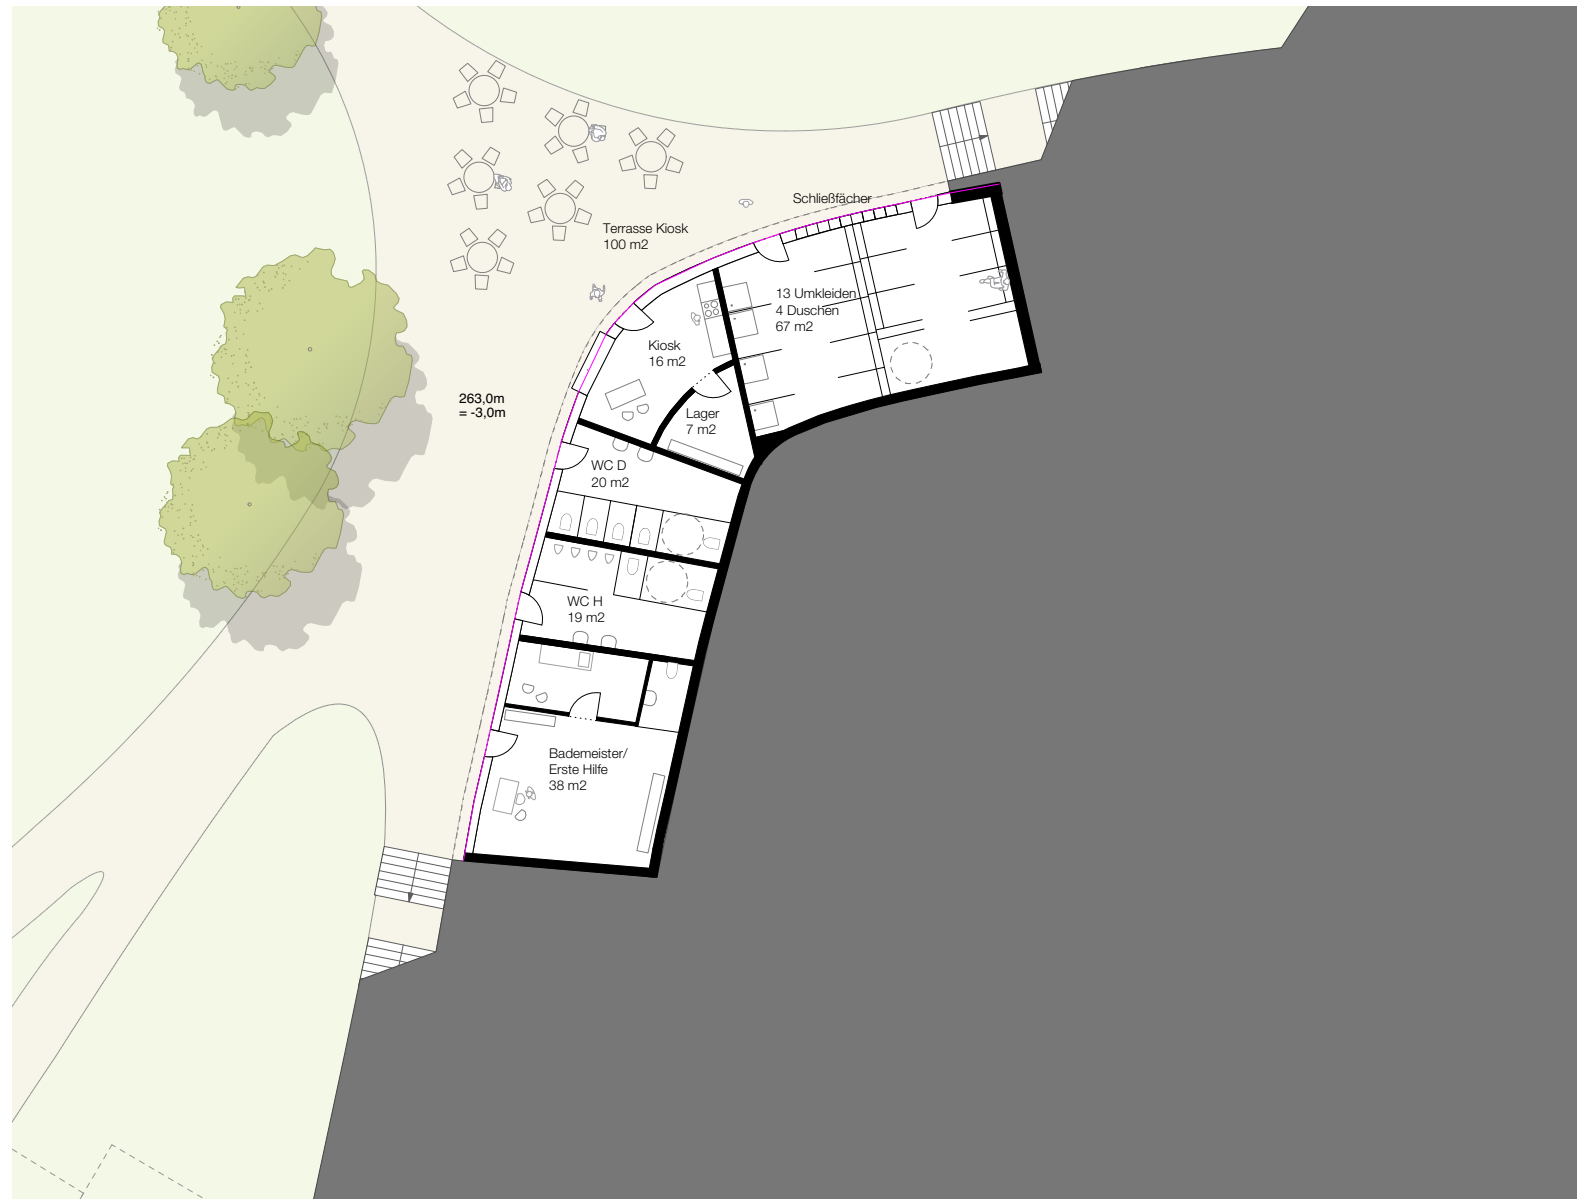 Schließfächer
Terrasse Kiosk
100 m2
13 Umkleiden
4 Duschen
67 m2
Kiosk
16 m2
263,0m
= -3,0m
Lager
7 m2
WC D
20 m2
WC H
19 m2
Bademeister/
Erste Hilfe
38 m2